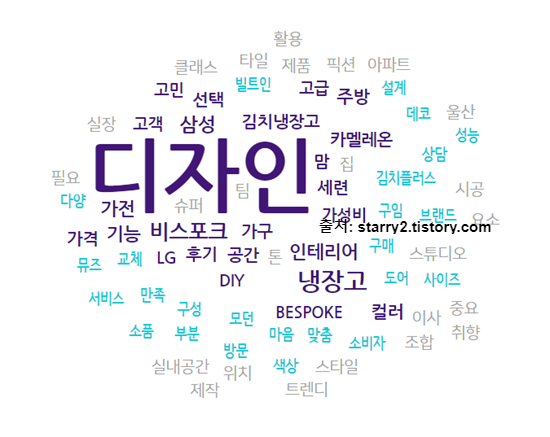 활용
클래스 타일 제품 픽션 아파트
고민 선택 빌트인 고급 주방 설계
실장 고객 삼성 김치냉장고 카멜레온 데코 울산
성능
디자인
맘 집 상담
필요 팀 세련 김치플러스 시공
다양 가전 슈퍼 가성비 구입 브랜드 요소
출처: starry2.tistory.com
가격 기능 비스포크 가구
뮤즈 교체 LG 후기 공간 톤 인테리어 구매 스튜디오
DIY 냉장고 도어 사이즈
서비스 만족 구성 모던 BESPOKE 컬러 이사 중요
소품 부분 마음 맞춤 소비자 조합 취향
방문
실내공간 위치 색상 스타일
제작 트렌디